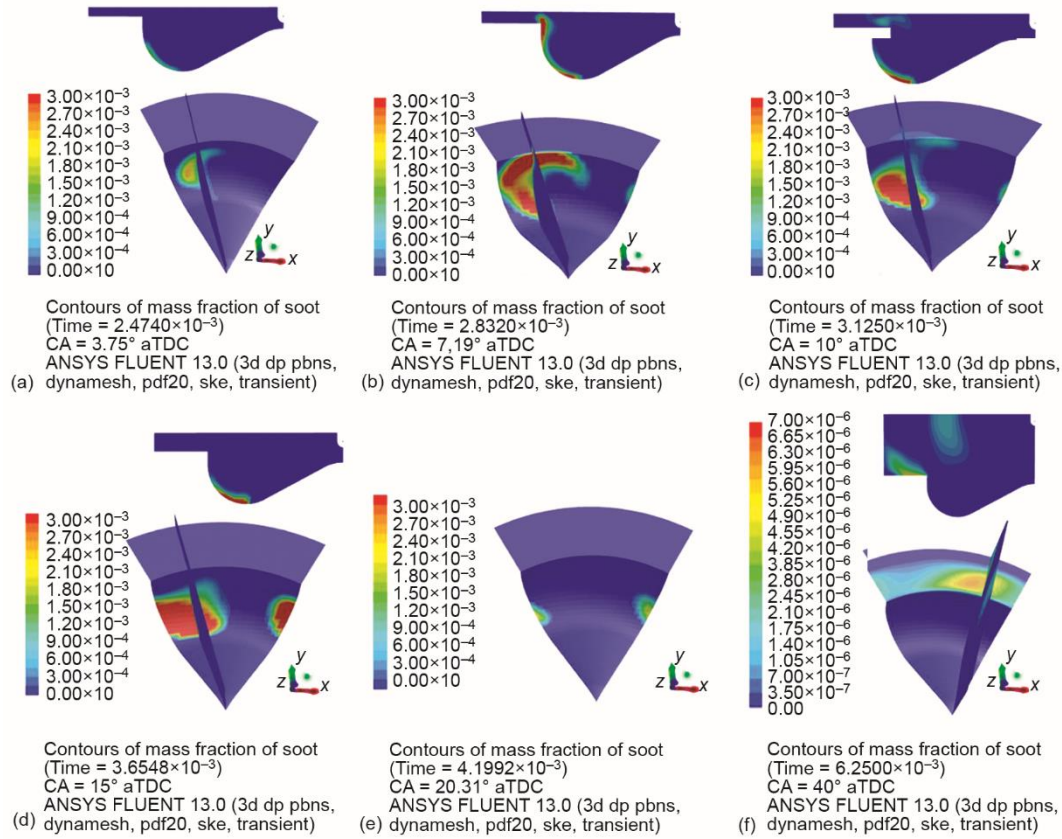 3.00×10⁻³
2.70×10⁻³
2.40×10⁻³
2.10×10⁻³
1.80×10⁻³
1.50×10⁻³
1.20×10⁻³
9.00×10⁻⁴
6.00×10⁻⁴
0.00×10
y
z x
Contours of mass fraction of soot
(Time = 2.4740×10⁻³)
CA = 3.75° aTDC
ANSYS FLUENT 13.0 (3d dp pbns,
(a) dynamesh, pdf20, ske, transient)
3.00×10⁻³
2.70×10⁻³
2.40×10⁻³
2.10×10⁻³
1.80×10⁻³
1.50×10⁻³
1.20×10⁻³
9.00×10⁻⁴
6.00×10⁻⁴
0.00×10
y
z x
Contours of mass fraction of soot
(Time = 2.8320×10⁻³)
CA = 7,19° aTDC
ANSYS FLUENT 13.0 (3d dp pbns,
(b) dynamesh, pdf20, ske, transient)
3.00×10⁻³
2.70×10⁻³
2.40×10⁻³
2.10×10⁻³
1.80×10⁻³
1.50×10⁻³
1.20×10⁻³
9.00×10⁻⁴
6.00×10⁻⁴
0.00×10
y
z x
Contours of mass fraction of soot
(Time = 3.1250×10⁻³)
CA = 10° aTDC
ANSYS FLUENT 13.0 (3d dp pbns,
(c) dynamesh, pdf20, ske, transient)
3.00×10⁻³
2.70×10⁻³
2.40×10⁻³
2.10×10⁻³
1.80×10⁻³
1.50×10⁻³
1.20×10⁻³
9.00×10⁻⁴
6.00×10⁻⁴
0.00×10
y
z x
Contours of mass fraction of soot
(Time = 3.6548×10⁻³)
CA = 15° aTDC
ANSYS FLUENT 13.0 (3d dp pbns,
(d) dynamesh, pdf20, ske, transient)
3.00×10⁻³
2.70×10⁻³
2.40×10⁻³
2.10×10⁻³
1.80×10⁻³
1.50×10⁻³
1.20×10⁻³
9.00×10⁻⁴
6.00×10⁻⁴
0.00×10
y
z x
Contours of mass fraction of soot
(Time = 4.1992×10⁻³)
CA = 20.31° aTDC
ANSYS FLUENT 13.0 (3d dp pbns,
(e) dynamesh, pdf20, ske, transient)
7.00×10⁻⁶
6.65×10⁻⁶
6.30×10⁻⁶
5.95×10⁻⁶
5.60×10⁻⁶
5.25×10⁻⁶
4.90×10⁻⁶
4.55×10⁻⁶
4.20×10⁻⁶
3.85×10⁻⁶
3.50×10⁻⁶
3.15×10⁻⁶
2.80×10⁻⁶
2.45×10⁻⁶
2.10×10⁻⁶
1.75×10⁻⁶
1.40×10⁻⁶
1.05×10⁻⁶
7.00×10⁻⁷
3.50×10⁻⁷
0.00
y
z x
Contours of mass fraction of soot
(Time = 6.2500×10⁻³)
CA = 40° aTDC
ANSYS FLUENT 13.0 (3d dp pbns,
(f) dynamesh, pdf20, ske, transient)